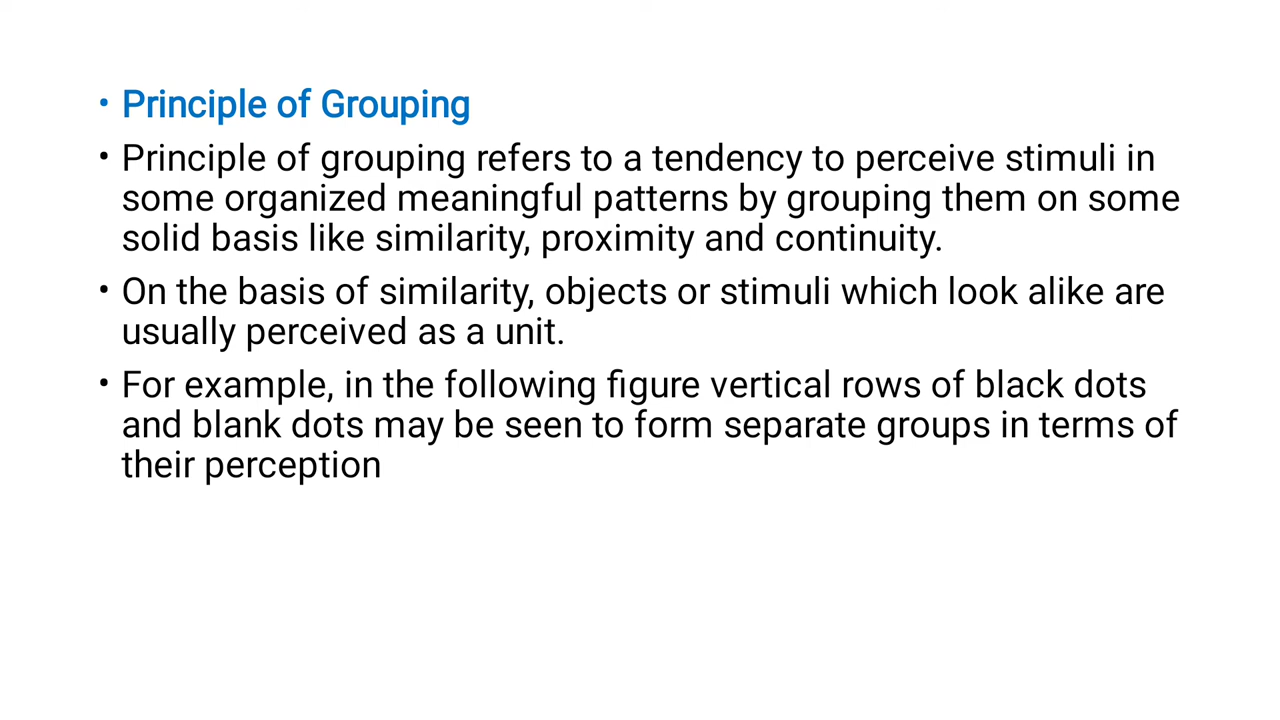 • Principle of Grouping
• Principle of grouping refers to a tendency to perceive stimuli in
some organized meaningful patterns by grouping them on some
solid basis like similarity, proximity and continuity.
• On the basis of similarity, objects or stimuli which look alike are
usually perceived as a unit.
• For example, in the following figure vertical rows of black dots
and blank dots may be seen to form separate groups in terms of
their perception